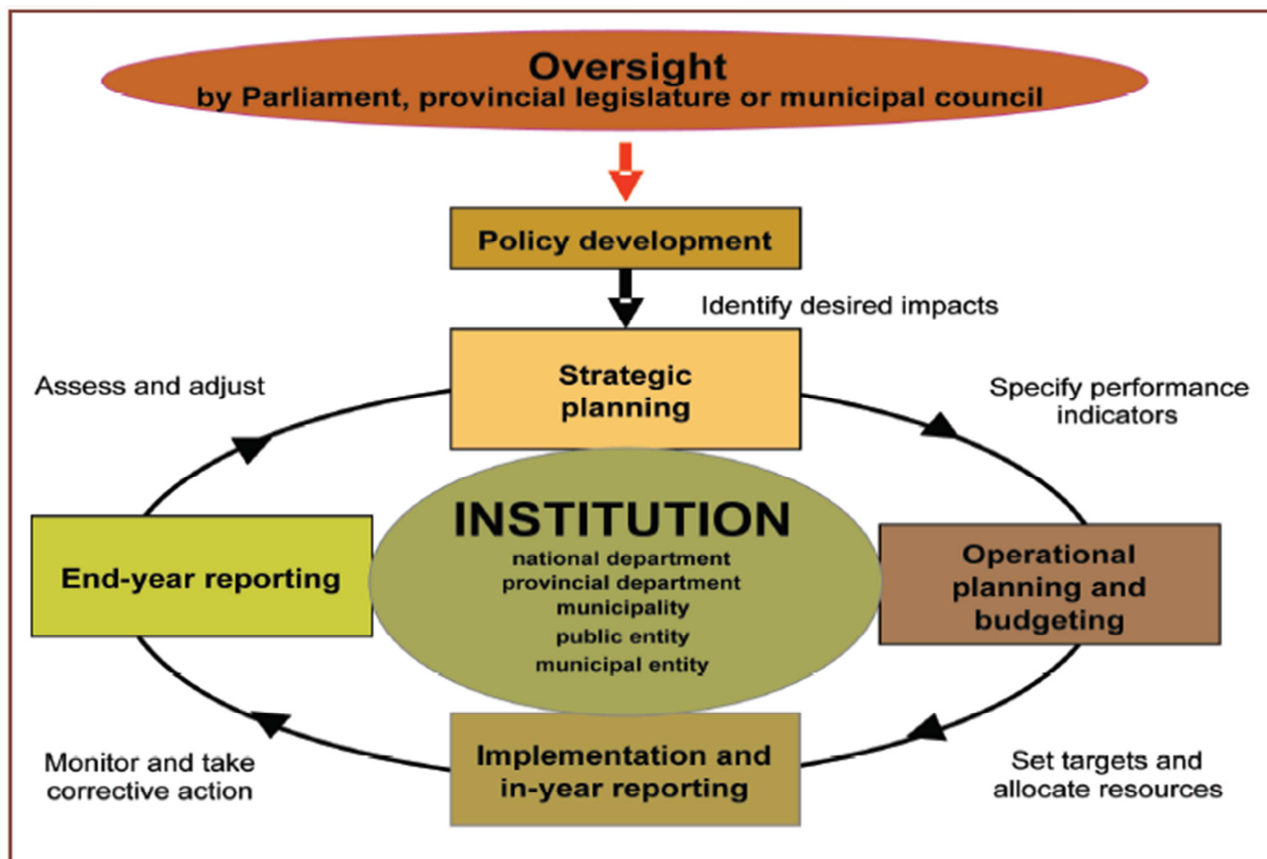 Oversight
by Parliament, provincial legislature or municipal council
Policy development
Identify desired impacts
Strategic
planning
Assess and adjust
Specify performance
indicators
INSTITUTION
national department
provincial department
municipality
public entity
municipal entity
End-year reporting
Operational
planning and
budgeting
Implementation and
in-year reporting
Monitor and take
corrective action
Set targets and
allocate resources